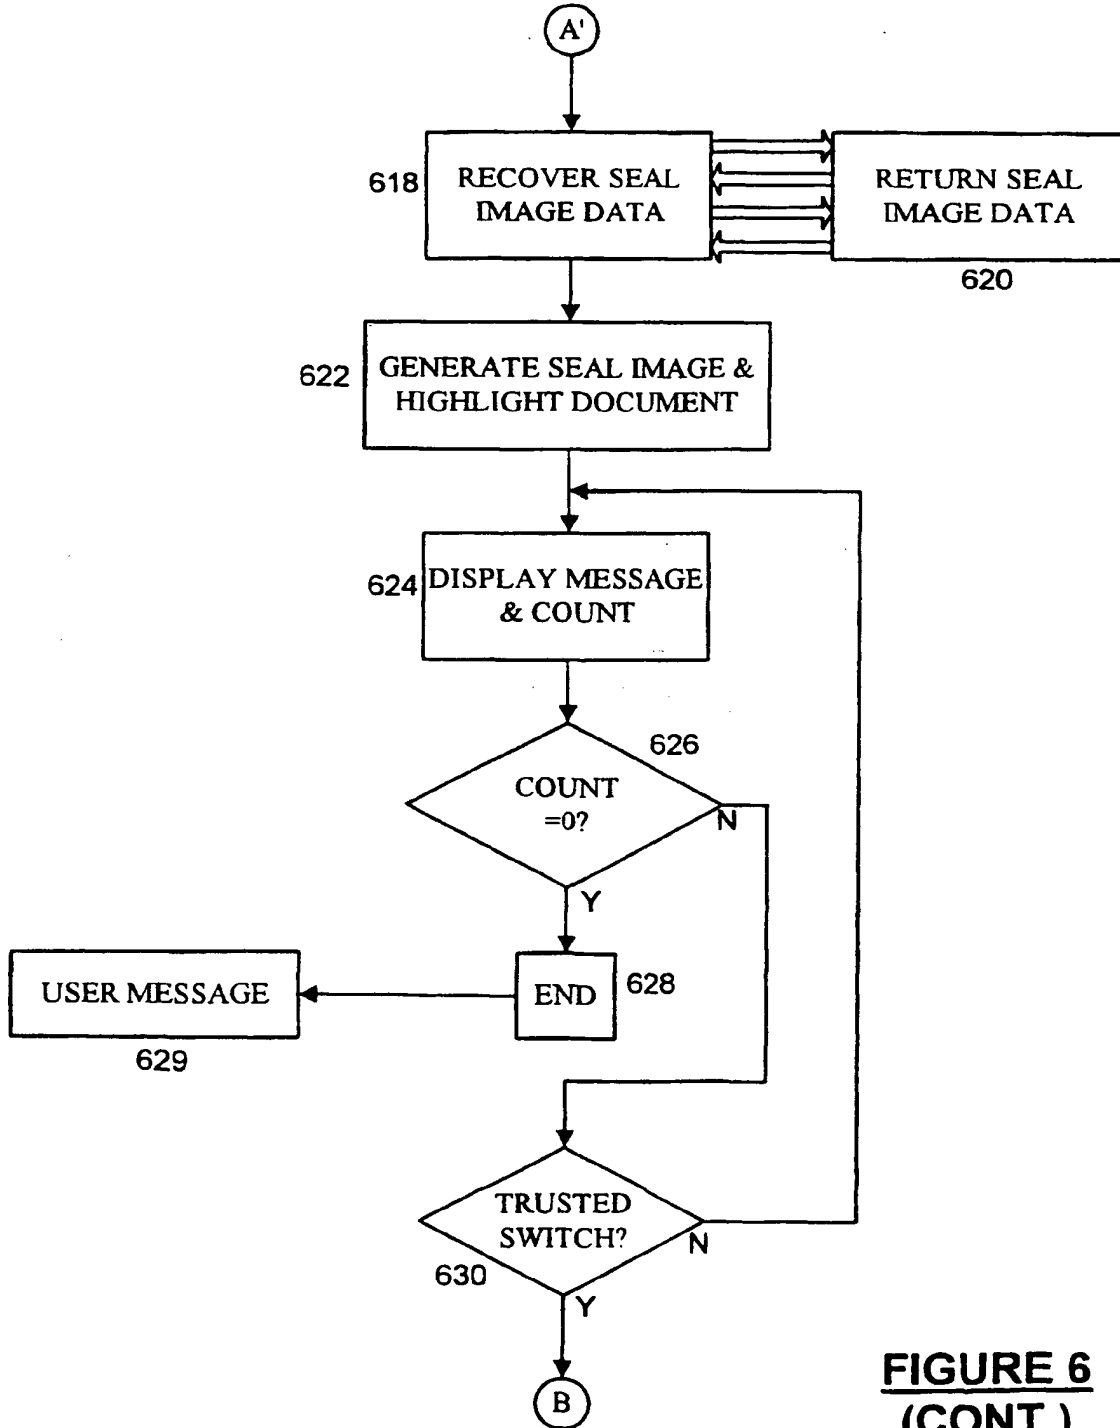 A'
618
RECOVER SEAL
IMAGE DATA
RETURN SEAL
IMAGE DATA
620
622
GENERATE SEAL IMAGE &
HIGHLIGHT DOCUMENT
624
DISPLAY MESSAGE
& COUNT
626
COUNT
=0?
N
Y
USER MESSAGE
629
END
628
TRUSTED
SWITCH?
N
630
Y
B
FIGURE 6
(CONT.)